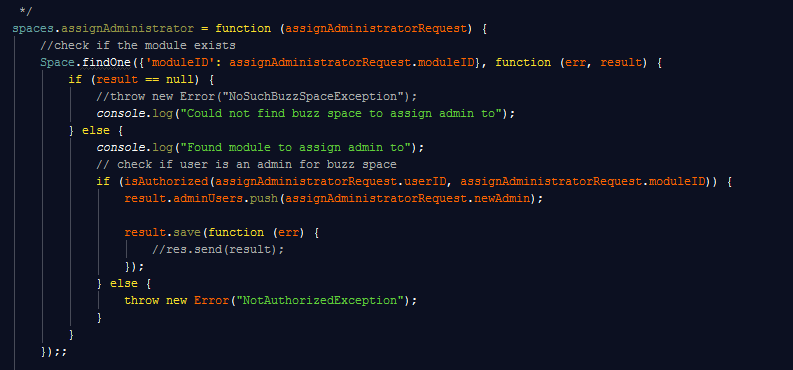 */
spaces.assignAdministrator = function (assignAdministratorRequest) {
//check if the module exists
Space.findOne({'moduleID': assignAdministratorRequest.moduleID}, function (err, result) {
if (result == null) {
//throw new Error("NoSuchBuzzSpaceException");
console.log("Could not find buzz space to assign admin to");
} else {
console.log("Found module to assign admin to");
// check if user is an admin for buzz space
if (isAuthorized(assignAdministratorRequest.userID, assignAdministratorRequest.moduleID)) {
result.adminUsers.push(assignAdministratorRequest.newAdmin);
result.save(function (err) {
//res.send(result);
});
} else {
throw new Error("NotAuthorizedException");
}
}
});;